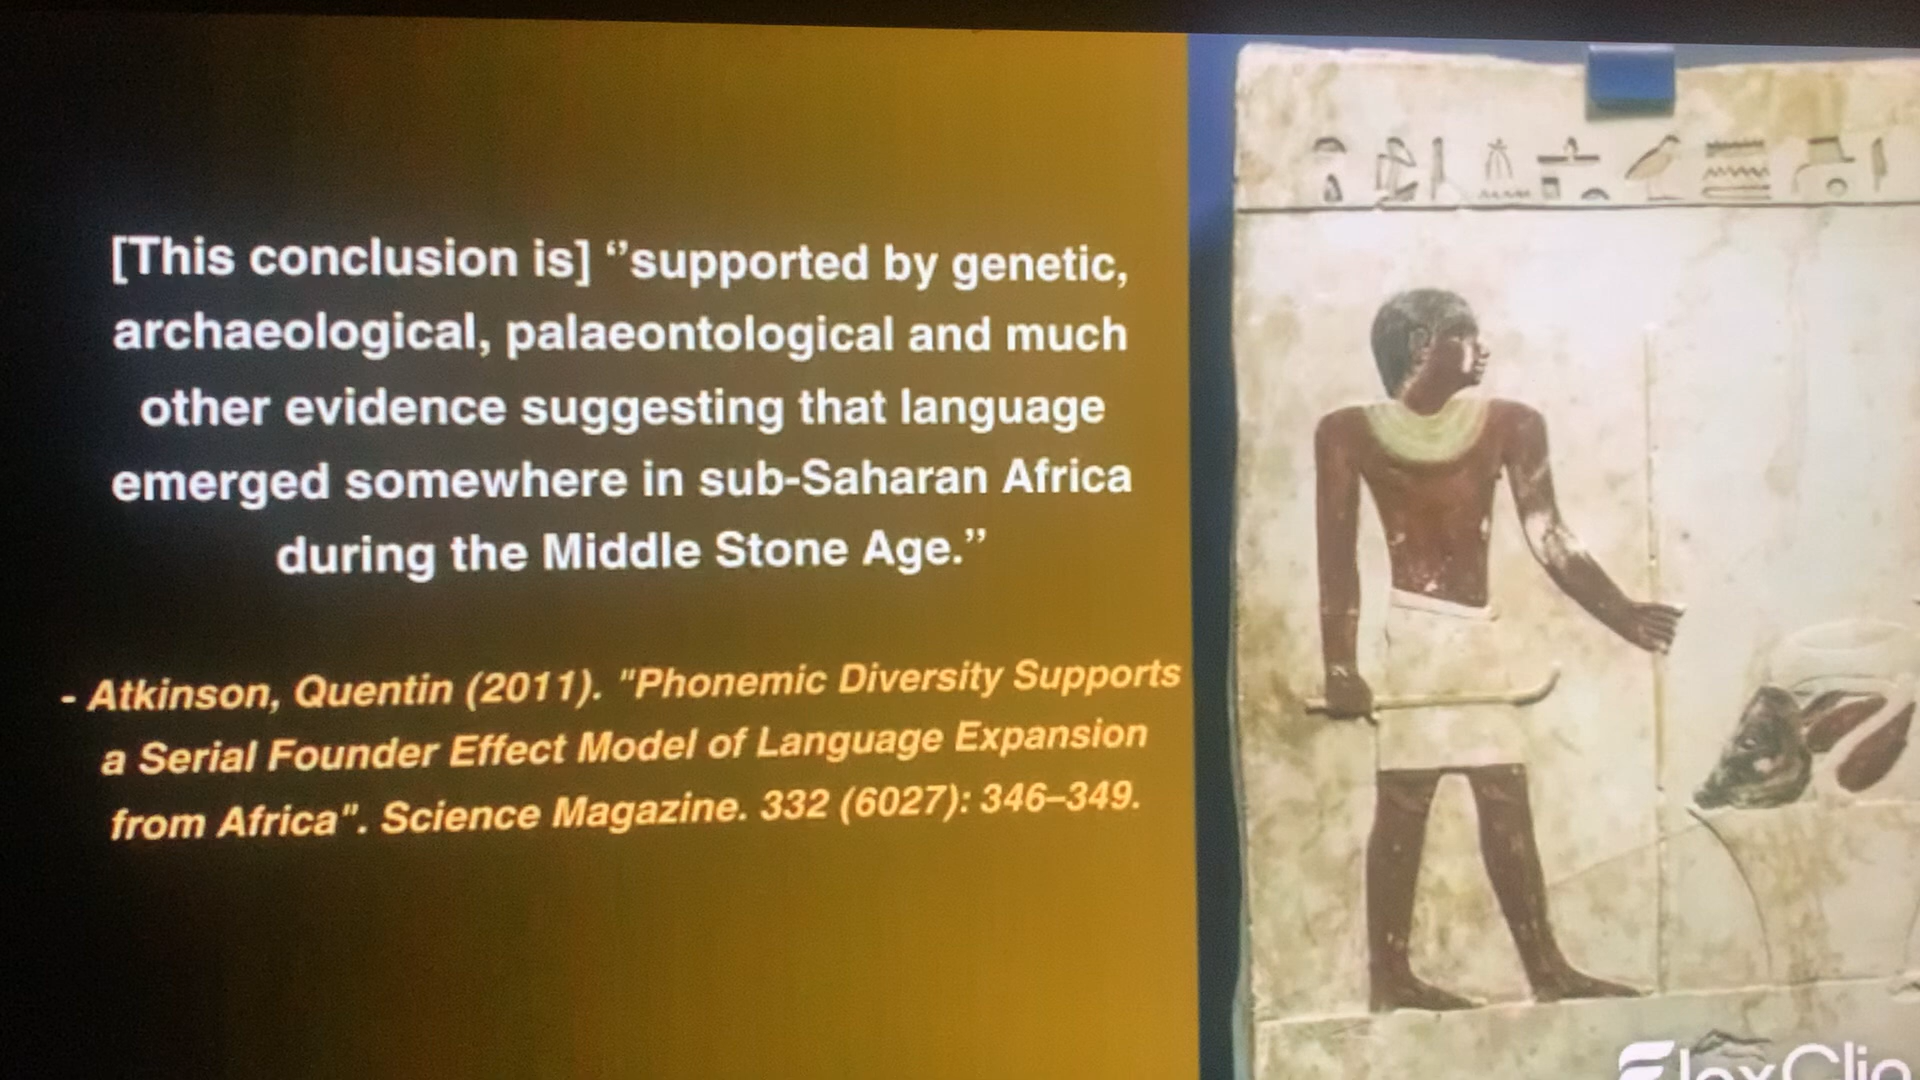 [This conclusion is] “supported by genetic,
archaeological, palaeontological and much
other evidence suggesting that language
emerged somewhere in sub-Saharan Africa
during the Middle Stone Age.”
- Atkinson, Quentin (2011). "Phonemic Diversity Supports
a Serial Founder Effect Model of Language Expansion
from Africa". Science Magazine. 332 (6027): 346–349.
FlexClip